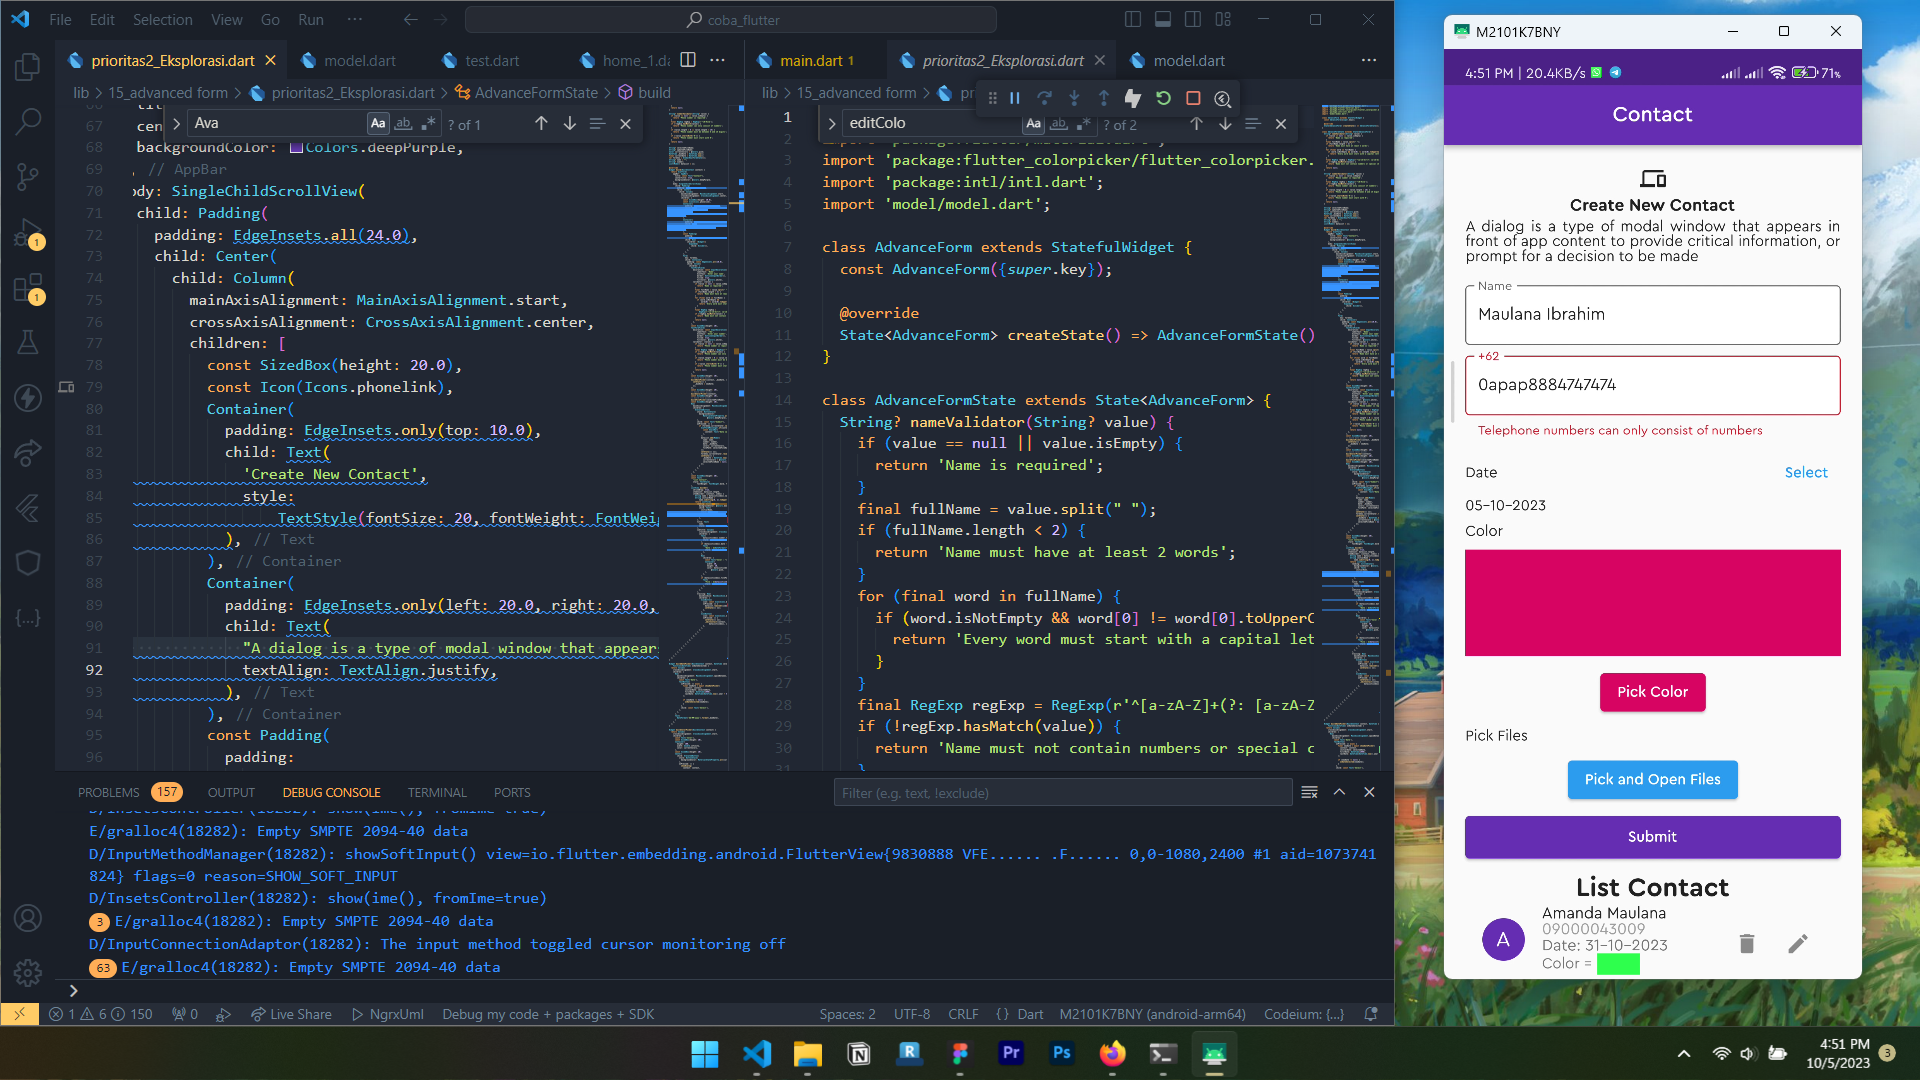 File Edit Selection View Go Run ··· coba_flutter
prioritas2_Eksplorasi.dart model.dart test.dart home_1.da
lib > 15_advanced form > prioritas2_Eksplorasi.dart > AdvanceFormState > build
Ava Aa ab ? of 1
67 cen
68 backgroundColor: Colors.deepPurple,
69 , // AppBar
70 ody: SingleChildScrollView(
71 child: Padding(
72 padding: EdgeInsets.all(24.0),
73 child: Center(
74 child: Column(
75 mainAxisAlignment: MainAxisAlignment.start,
76 crossAxisAlignment: CrossAxisAlignment.center,
77 children: [
78 const SizedBox(height: 20.0),
79 const Icon(Icons.phonelink),
80 Container(
81 padding: EdgeInsets.only(top: 10.0),
82 child: Text(
83 'Create New Contact',
84 style:
85 TextStyle(fontSize: 20, fontWeight: FontWei
86 ), // Text
87 ), // Container
88 Container(
89 padding: EdgeInsets.only(left: 20.0, right: 20.0,
90 child: Text(
91 "A dialog is a type of modal window that appear
92 textAlign: TextAlign.justify,
93 ), // Text
94 ), // Container
95 const Padding(
96 padding:
main.dart 1 prioritas2_Eksplorasi.dart model.dart
lib > 15_advanced form > pr
editColo Aa ab ? of 2
1
2
3 import 'package:flutter_colorpicker/flutter_colorpicker.
4 import 'package:intl/intl.dart';
5 import 'model/model.dart';
6
7 class AdvanceForm extends StatefulWidget {
8 const AdvanceForm({super.key});
9
10 @override
11 State<AdvanceForm> createState() => AdvanceFormState()
12 }
13
14 class AdvanceFormState extends State<AdvanceForm> {
15 String? nameValidator(String? value) {
16 if (value == null || value.isEmpty) {
17 return 'Name is required';
18 }
19 final fullName = value.split(" ");
20 if (fullName.length < 2) {
21 return 'Name must have at least 2 words';
22 }
23 for (final word in fullName) {
24 if (word.isNotEmpty && word[0] != word[0].toUpperC
25 return 'Every word must start with a capital let
26 }
27 }
28 final RegExp regExp = RegExp(r'^[a-zA-Z]+(?: [a-zA-Z
29 if (!regExp.hasMatch(value)) {
30 return 'Name must not contain numbers or special c
31 }
PROBLEMS 157 OUTPUT DEBUG CONSOLE TERMINAL PORTS Filter (e.g. text, !exclude)
D/InsetsController(18282): show(ime(), fromIme=true)
E/gralloc4(18282): Empty SMPTE 2094-40 data
D/InputMethodManager(18282): showSoftInput() view=io.flutter.embedding.android.FlutterView{9830888 VFE...... .F...... 0,0-1080,2400 #1 aid=1073741
824} flags=0 reason=SHOW_SOFT_INPUT
D/InsetsController(18282): show(ime(), fromIme=true)
3 E/gralloc4(18282): Empty SMPTE 2094-40 data
D/InputConnectionAdaptor(18282): The input method toggled cursor monitoring off
63 E/gralloc4(18282): Empty SMPTE 2094-40 data
1 6 150 0 Live Share NgrxUml Debug my code + packages + SDK Spaces: 2 UTF-8 CRLF {} Dart M2101K7BNY (android-arm64) Codeium: {...}
M2101K7BNY
4:51 PM | 20.4KB/s 71%
Contact
Create New Contact
A dialog is a type of modal window that appears in
front of app content to provide critical information, or
prompt for a decision to be made
Name
Maulana Ibrahim
+62
0apap8884747474
Telephone numbers can only consist of numbers
Date Select
05-10-2023
Color
Pick Color
Pick Files
Pick and Open Files
Submit
List Contact
A
Amanda Maulana
09000043009
Date: 31-10-2023
Color =
Pr Ps
4:51 PM
10/5/2023
3